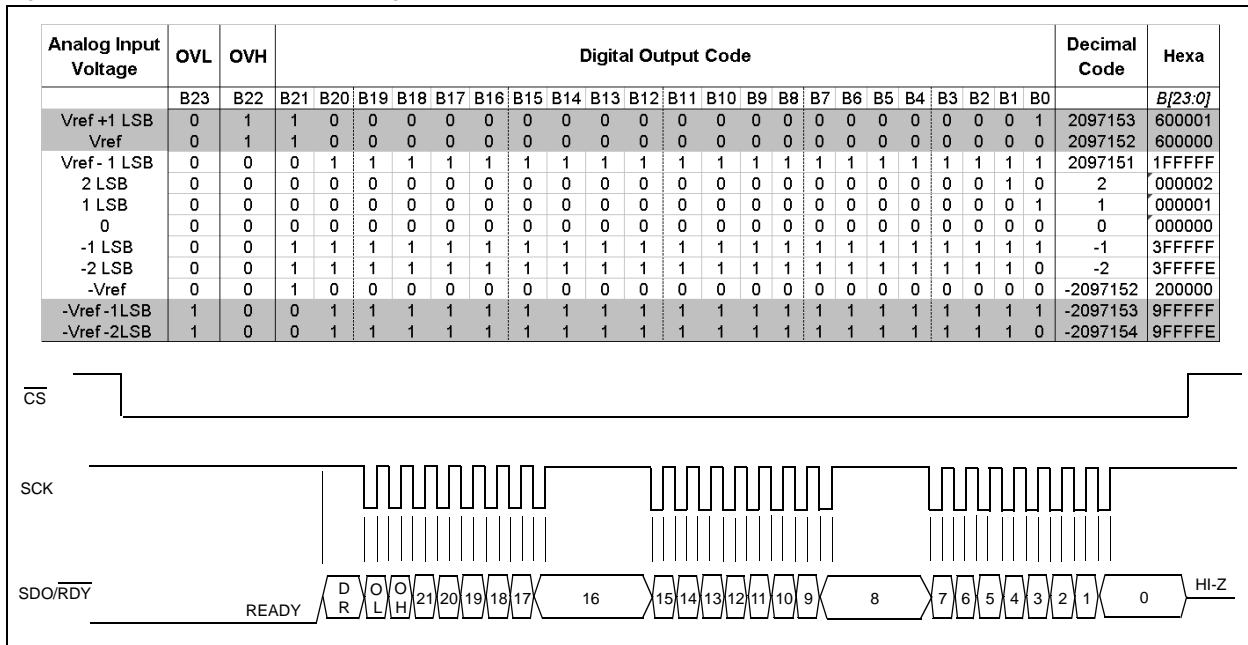 Analog Input Voltage OVL OVH Digital Output Code Decimal Code Hexa
B23 B22 B21 B20 B19 B18 B17 B16 B15 B14 B13 B12 B11 B10 B9 B8 B7 B6 B5 B4 B3 B2 B1 B0 B[23:0]
Vref +1 LSB 0 1 1 0 0 0 0 0 0 0 0 0 0 0 0 0 0 0 0 0 0 0 0 1 2097153 600001
Vref 0 1 1 0 0 0 0 0 0 0 0 0 0 0 0 0 0 0 0 0 0 0 0 0 2097152 600000
Vref - 1 LSB 0 0 0 1 1 1 1 1 1 1 1 1 1 1 1 1 1 1 1 1 1 1 1 1 2097151 1FFFFF
2 LSB 0 0 0 0 0 0 0 0 0 0 0 0 0 0 0 0 0 0 0 0 0 0 1 0 2 000002
1 LSB 0 0 0 0 0 0 0 0 0 0 0 0 0 0 0 0 0 0 0 0 0 0 0 1 1 000001
0 0 0 0 0 0 0 0 0 0 0 0 0 0 0 0 0 0 0 0 0 0 0 0 0 0 000000
-1 LSB 0 0 1 1 1 1 1 1 1 1 1 1 1 1 1 1 1 1 1 1 1 1 1 1 -1 3FFFFF
-2 LSB 0 0 1 1 1 1 1 1 1 1 1 1 1 1 1 1 1 1 1 1 1 1 1 0 -2 3FFFFE
-Vref 0 0 1 0 0 0 0 0 0 0 0 0 0 0 0 0 0 0 0 0 0 0 0 0 -2097152 200000
-Vref -1LSB 1 0 0 1 1 1 1 1 1 1 1 1 1 1 1 1 1 1 1 1 1 1 1 1 -2097153 9FFFFF
-Vref -2LSB 1 0 0 1 1 1 1 1 1 1 1 1 1 1 1 1 1 1 1 1 1 1 1 0 -2097154 9FFFFE
CS
SCK
SDO/RDY READY DR OL OH 21 20 19 18 17 16 15 14 13 12 11 10 9 8 7 6 5 4 3 2 1 0 HI-Z